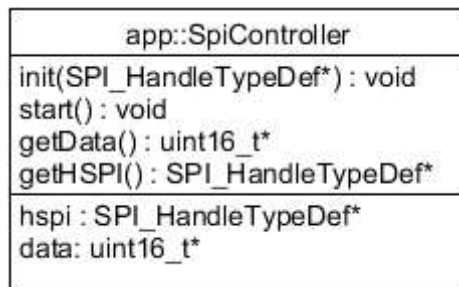 app::SpiController
init(SPI_HandleTypeDef*) : void
start() : void
getData() : uint16_t*
getHSPI() : SPI_HandleTypeDef*
hspi : SPI_HandleTypeDef*
data: uint16_t*